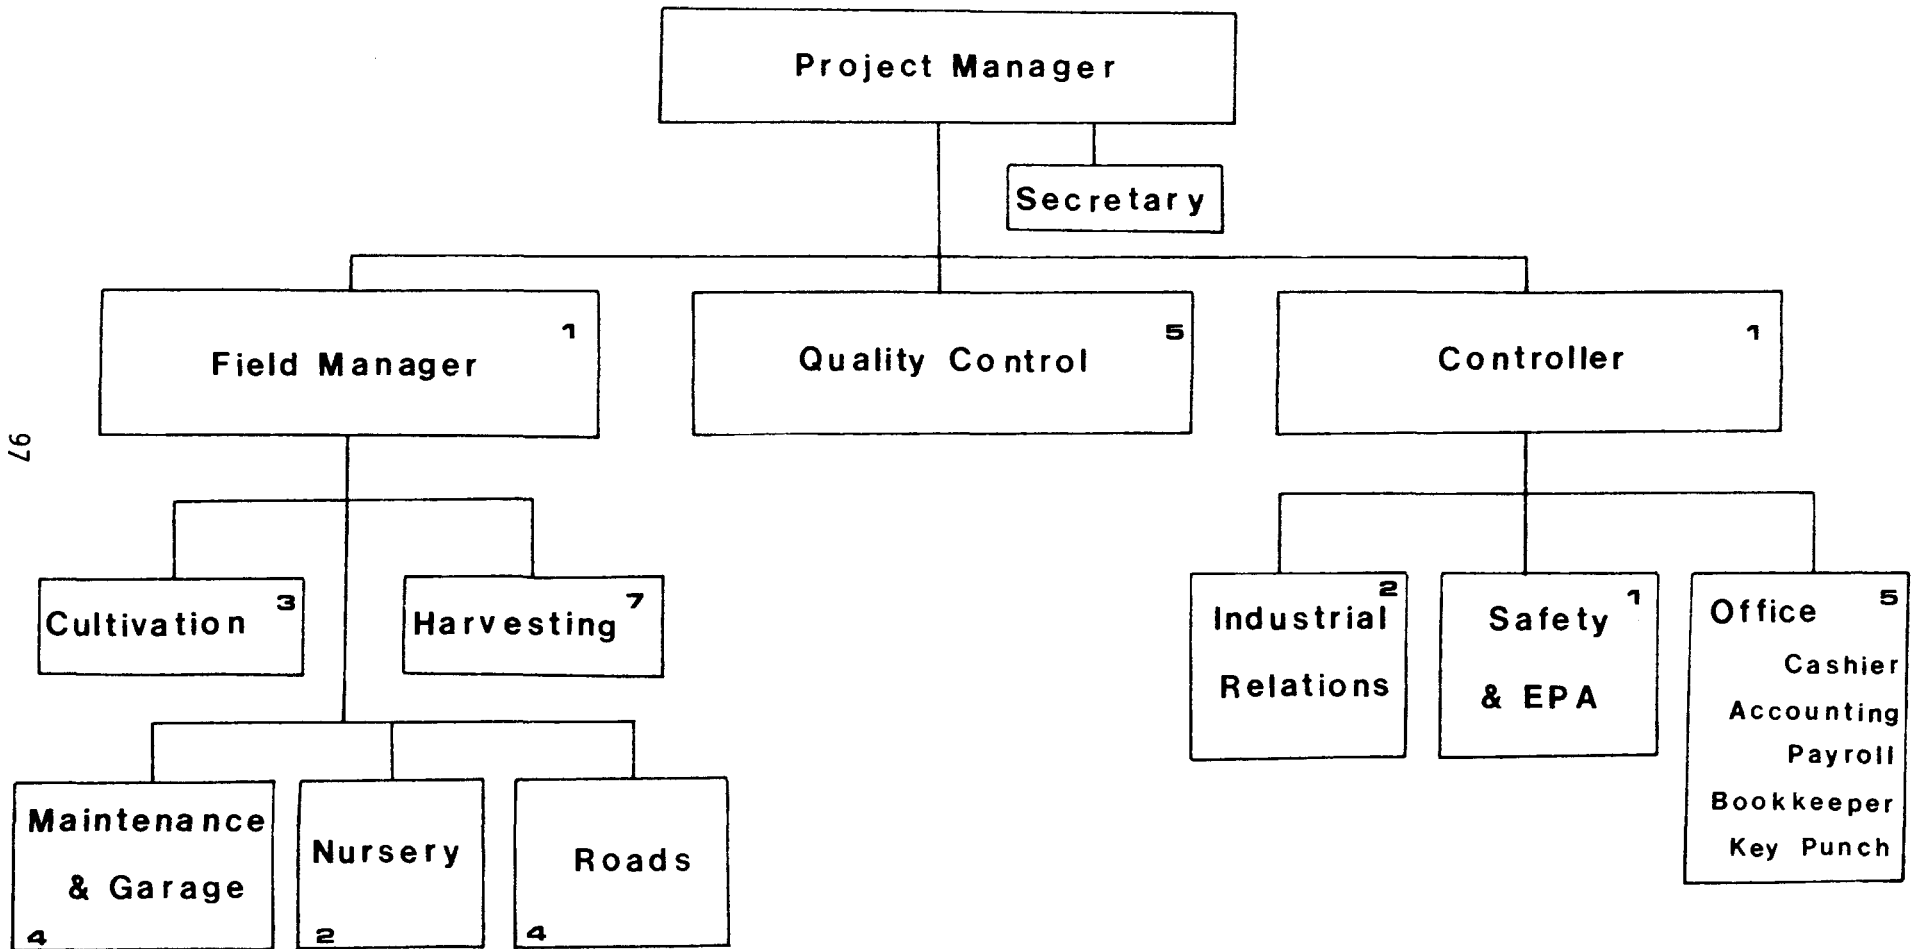 Project Manager
Secretary
1
Field Manager
5
Quality Control
1
Controller
97
3
Cultivation
7
Harvesting
2
Industrial
Relations
1
Safety
& EPA
Office 5
Cashier
Accounting
Payroll
Bookkeeper
Key Punch
Maintenance
& Garage
4
Nursery
2
Roads
4